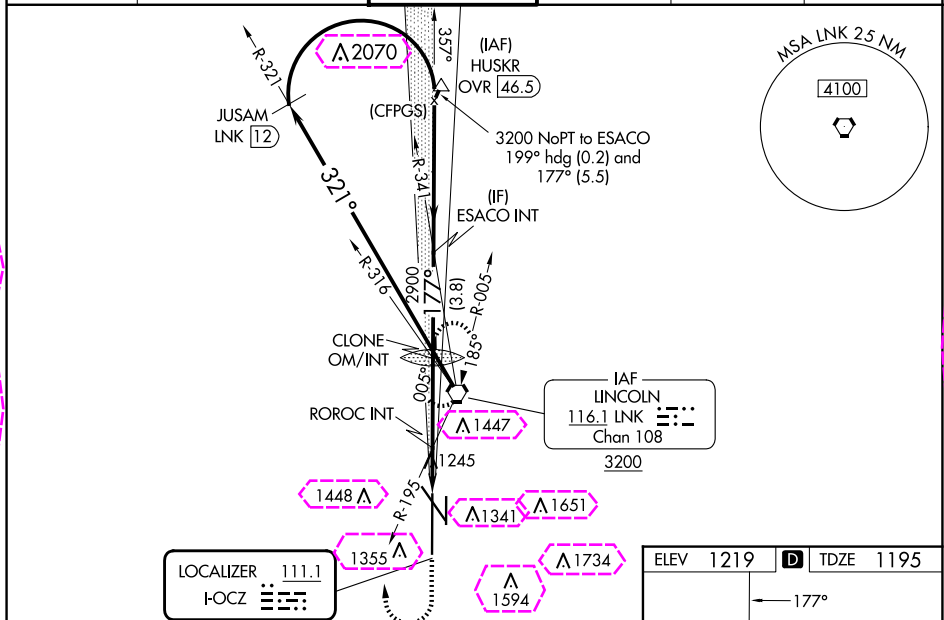 R-321
2070
357°
(IAF)
HUSKR
OVR 46.5
MSA LNK 25 NM
4100
JUSAM
LNK 12
(CFPGS)
3200 NoPT to ESACO
199° hdg (0.2) and
177° (5.5)
321°
R-341
(IF)
ESACO INT
R-316
2900
177°
(3.8)
R-005
185°
CLONE
OM/INT
005°
IAF
LINCOLN
116.1 LNK
Chan 108
3200
ROROC INT
1447
1245
1448
R-195
1341
1651
1355
1734
1594
LOCALIZER 111.1
I-OCZ
ELEV 1219 D TDZE 1195
177°